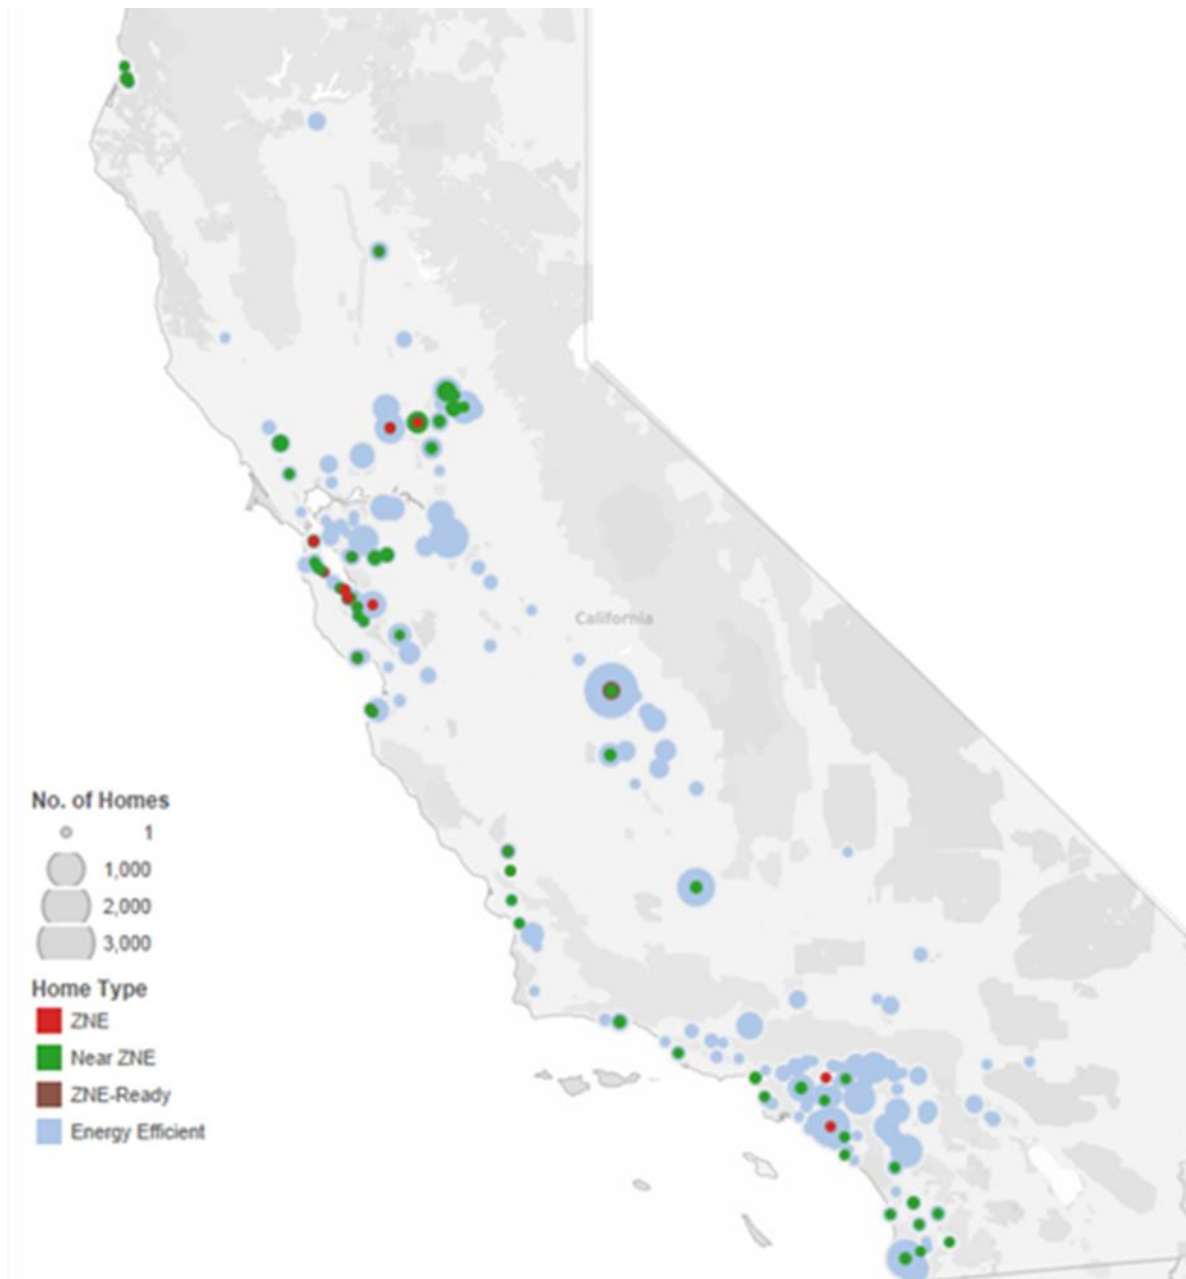 California
No. of Homes
1
1,000
2,000
3,000
Home Type
ZNE
Near ZNE
ZNE-Ready
Energy Efficient